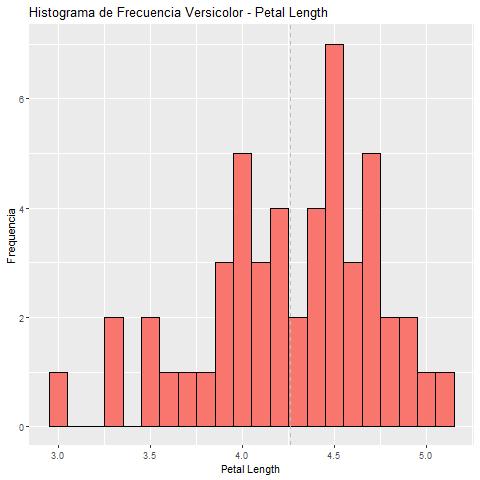 Histograma de Frecuencia Versicolor - Petal Length
Frequencia
6
4
2
0
3.0 3.5 4.0 4.5 5.0
Petal Length